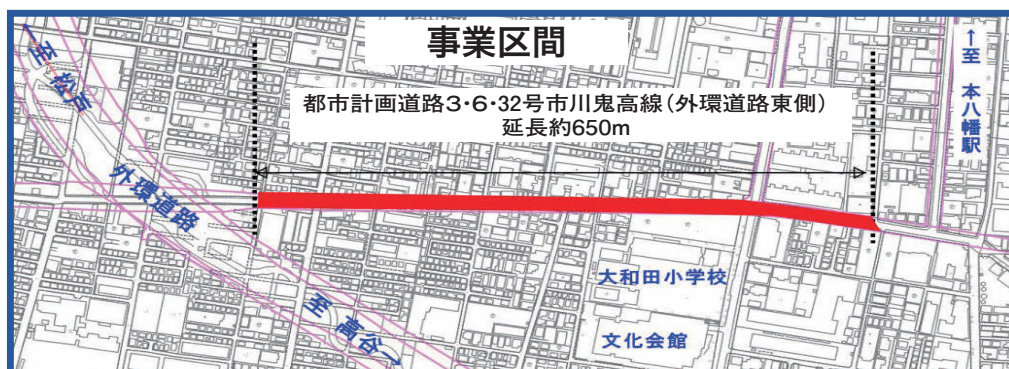 事業区間
都市計画道路3・6・32号市川鬼高線(外環道路東側)
延長約650m
←至 松戸
外環道路
至 高谷→
↑至 本八幡駅
大和田小学校
文化会館